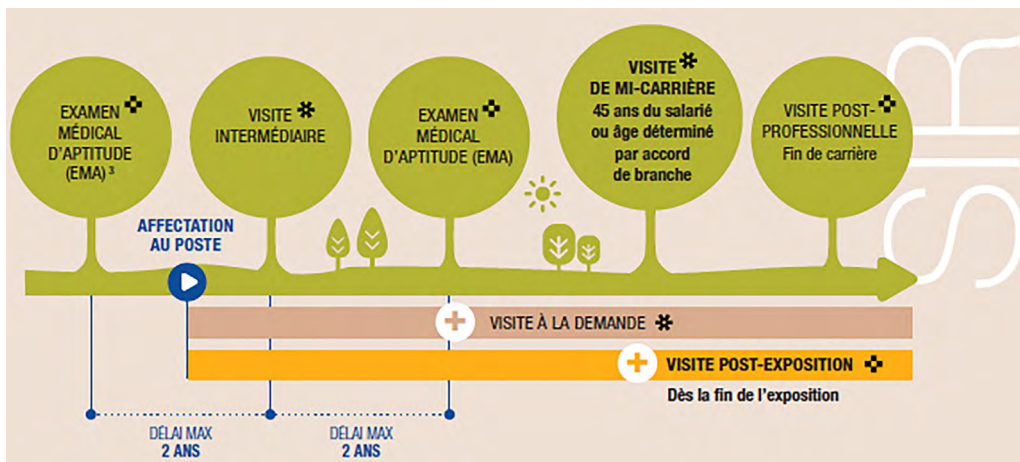 EXAMEN
MÉDICAL
D'APTITUDE
(EMA) 3
VISITE
INTERMÉDIAIRE
EXAMEN
MÉDICAL
D'APTITUDE (EMA)
VISITE
DE MI-CARRIÈRE
45 ans du salarié
ou âge déterminé
par accord
de branche
VISITE POST-
PROFESSIONNELLE
Fin de carrière
SIR
AFFECTATION
AU POSTE
VISITE À LA DEMANDE
VISITE POST-EXPOSITION
Dès la fin de l'exposition
DÉLAI MAX
2 ANS
DÉLAI MAX
2 ANS